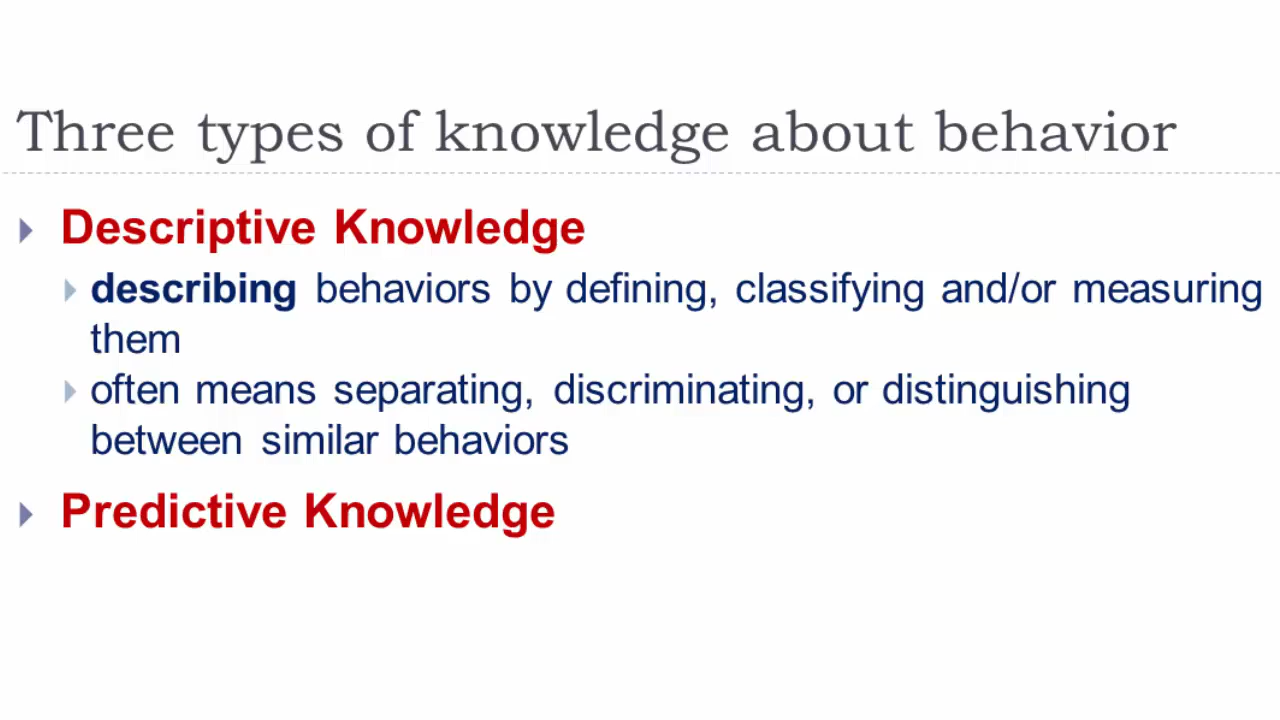 Three types of knowledge about behavior
Descriptive Knowledge
describing behaviors by defining, classifying and/or measuring
them
often means separating, discriminating, or distinguishing
between similar behaviors
Predictive Knowledge